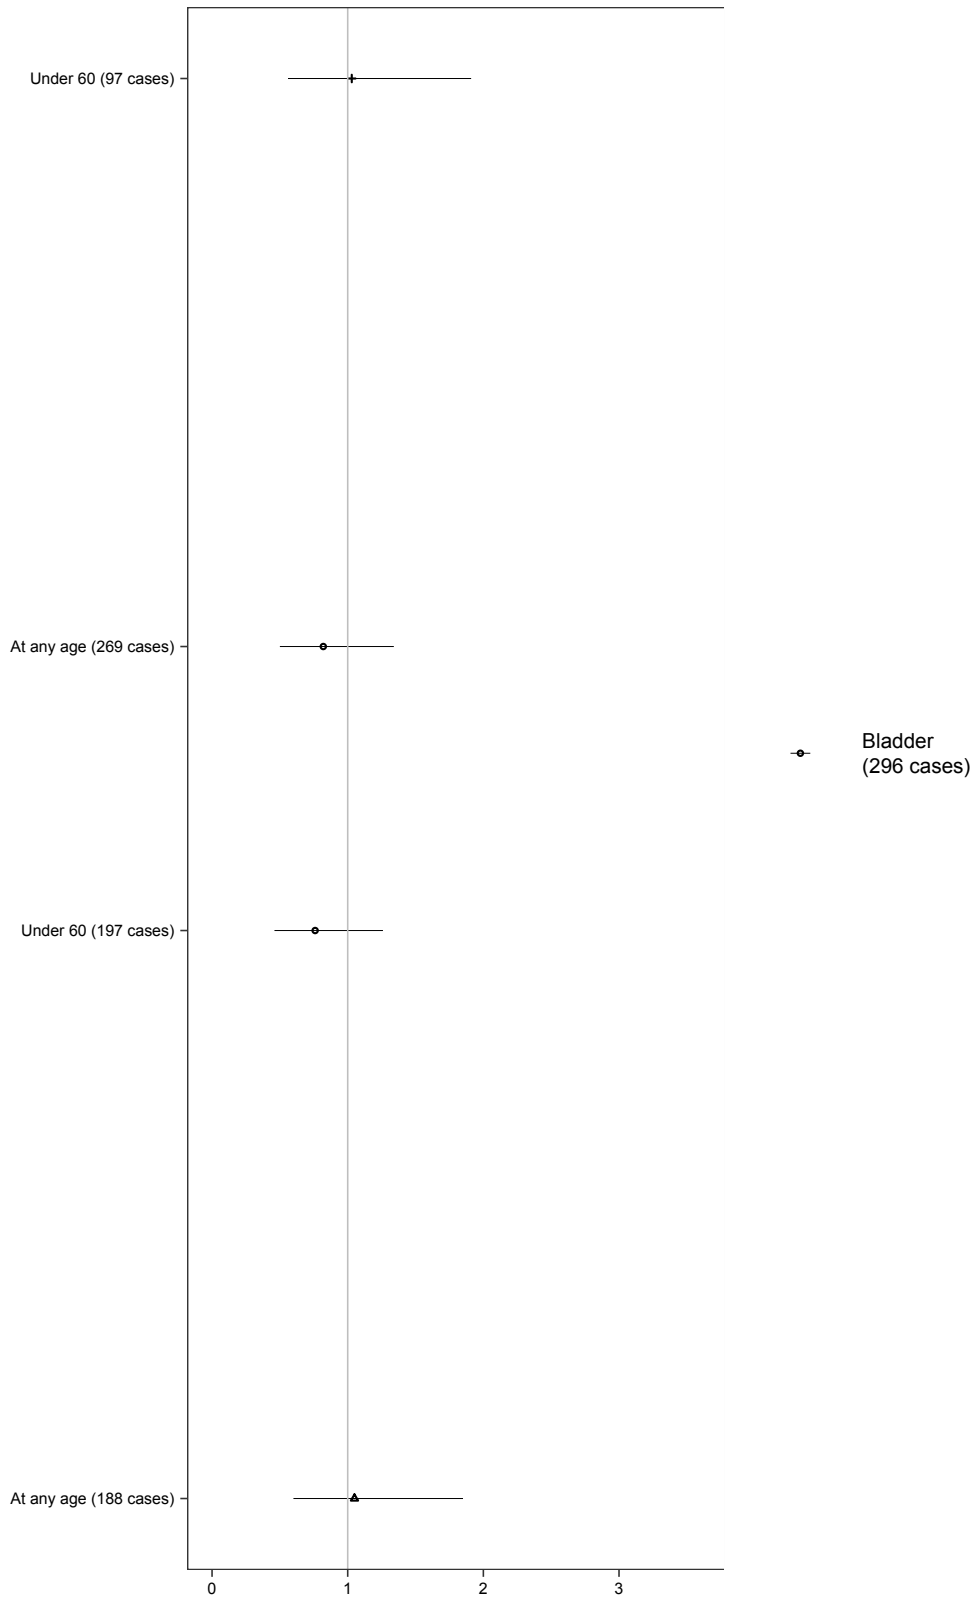 Under 60 (97 cases)
At any age (269 cases)
Bladder
(296 cases)
Under 60 (197 cases)
At any age (188 cases)
0 1 2 3